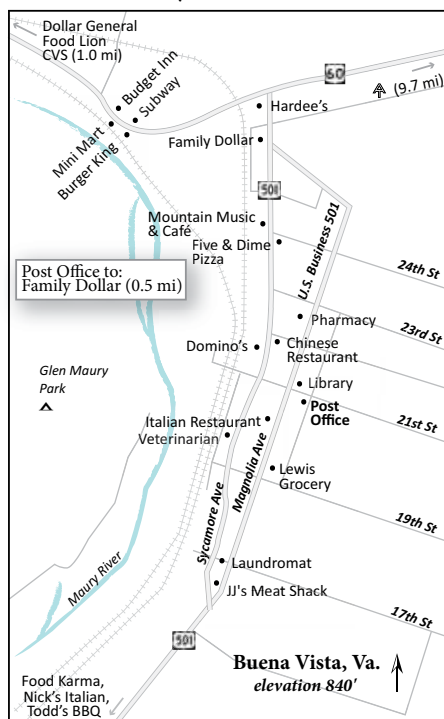 Dollar General
Food Lion
CVS (1.0 mi)
Budget Inn
Subway
Mini Mart
Burger King
60
(9.7 mi)
Hardee's
Family Dollar
501
Mountain Music
& Café
Five & Dime
Pizza
U.S. Business 501
24th St
Post Office to:
Family Dollar (0.5 mi)
Pharmacy
23rd St
Domino's
Chinese
Restaurant
Glen Maury
Park
Library
Post
Office
21st St
Italian Restaurant
Veterinarian
Magnolia Ave
Lewis
Grocery
Sycamore Ave
19th St
Maury River
Laundromat
JJ's Meat Shack
17th St
501
Buena Vista, Va.
elevation 840'
Food Karma,
Nick's Italian,
Todd's BBQ